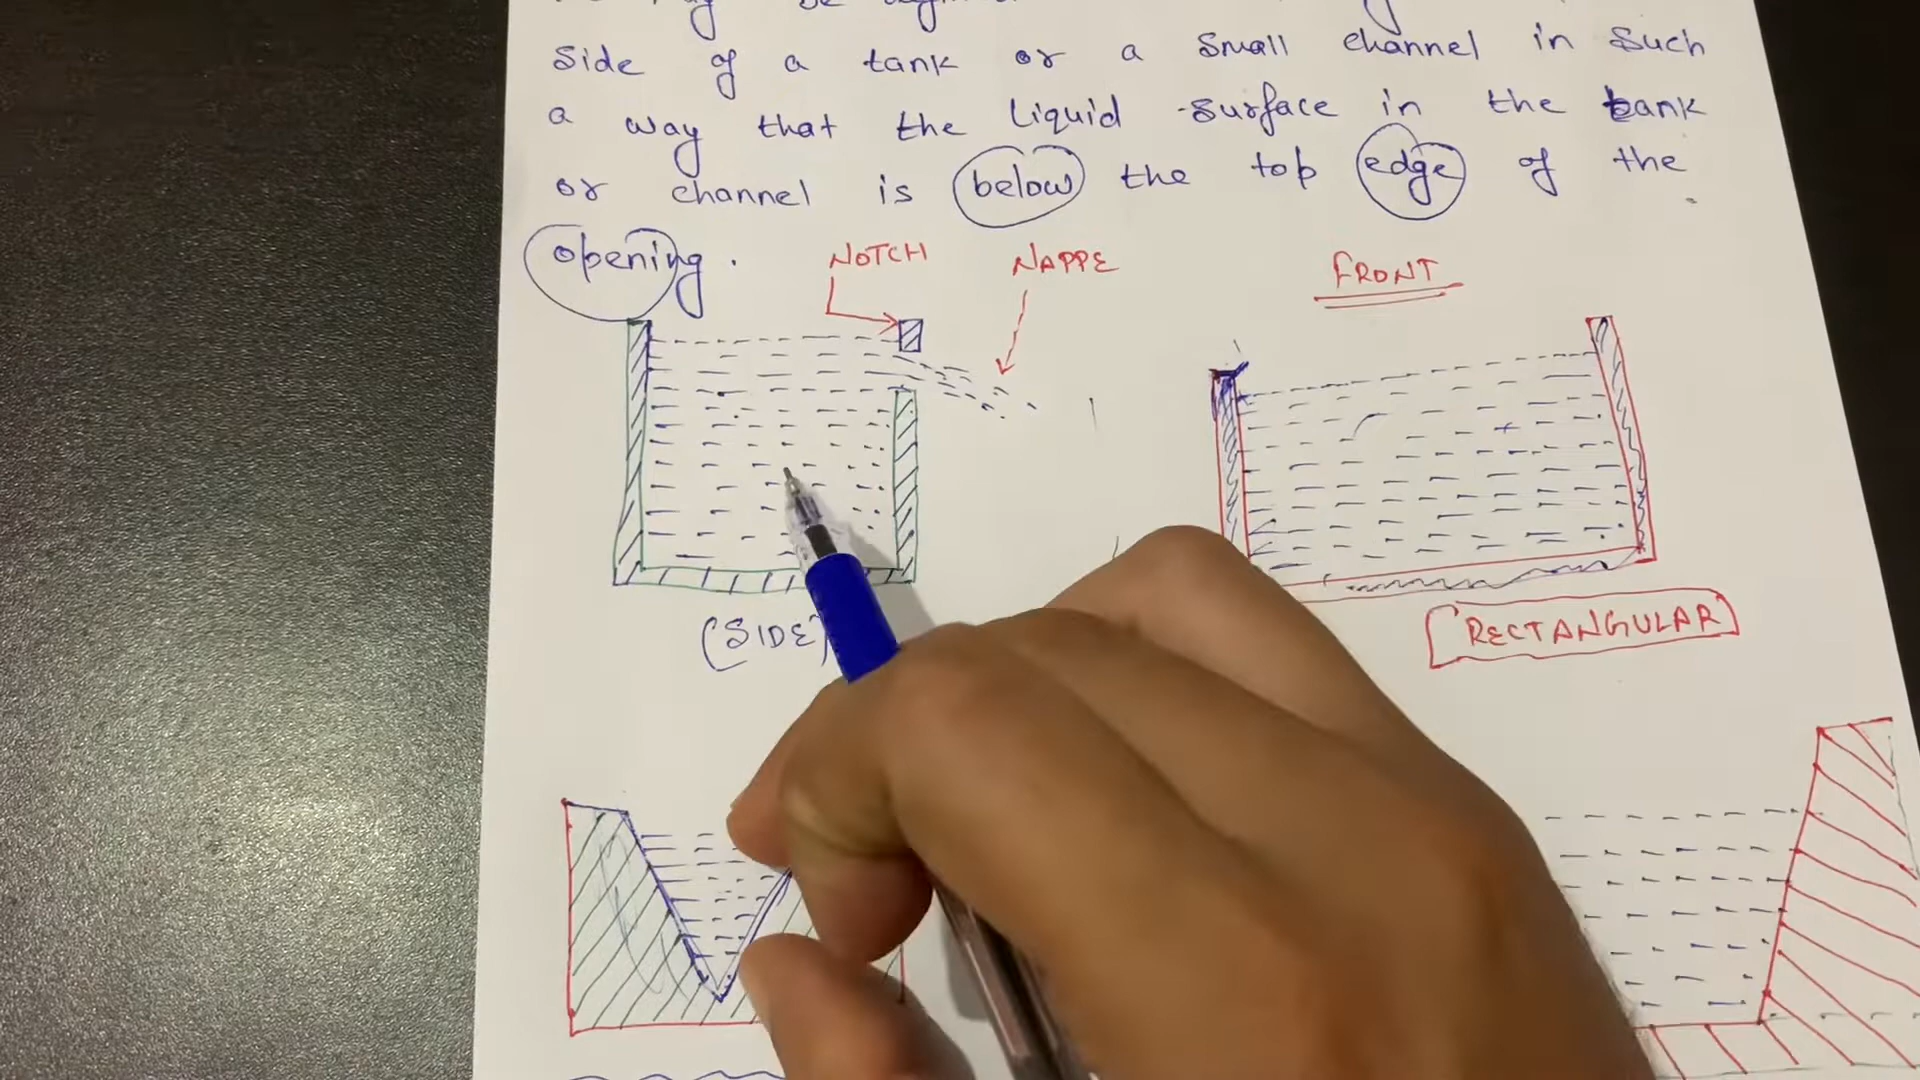 Side of a tank or a small channel in such
a way that the liquid surface in the tank
or channel is below the top edge of the
opening.
NOTCH NAPPE FRONT
(SIDE)
RECTANGULAR